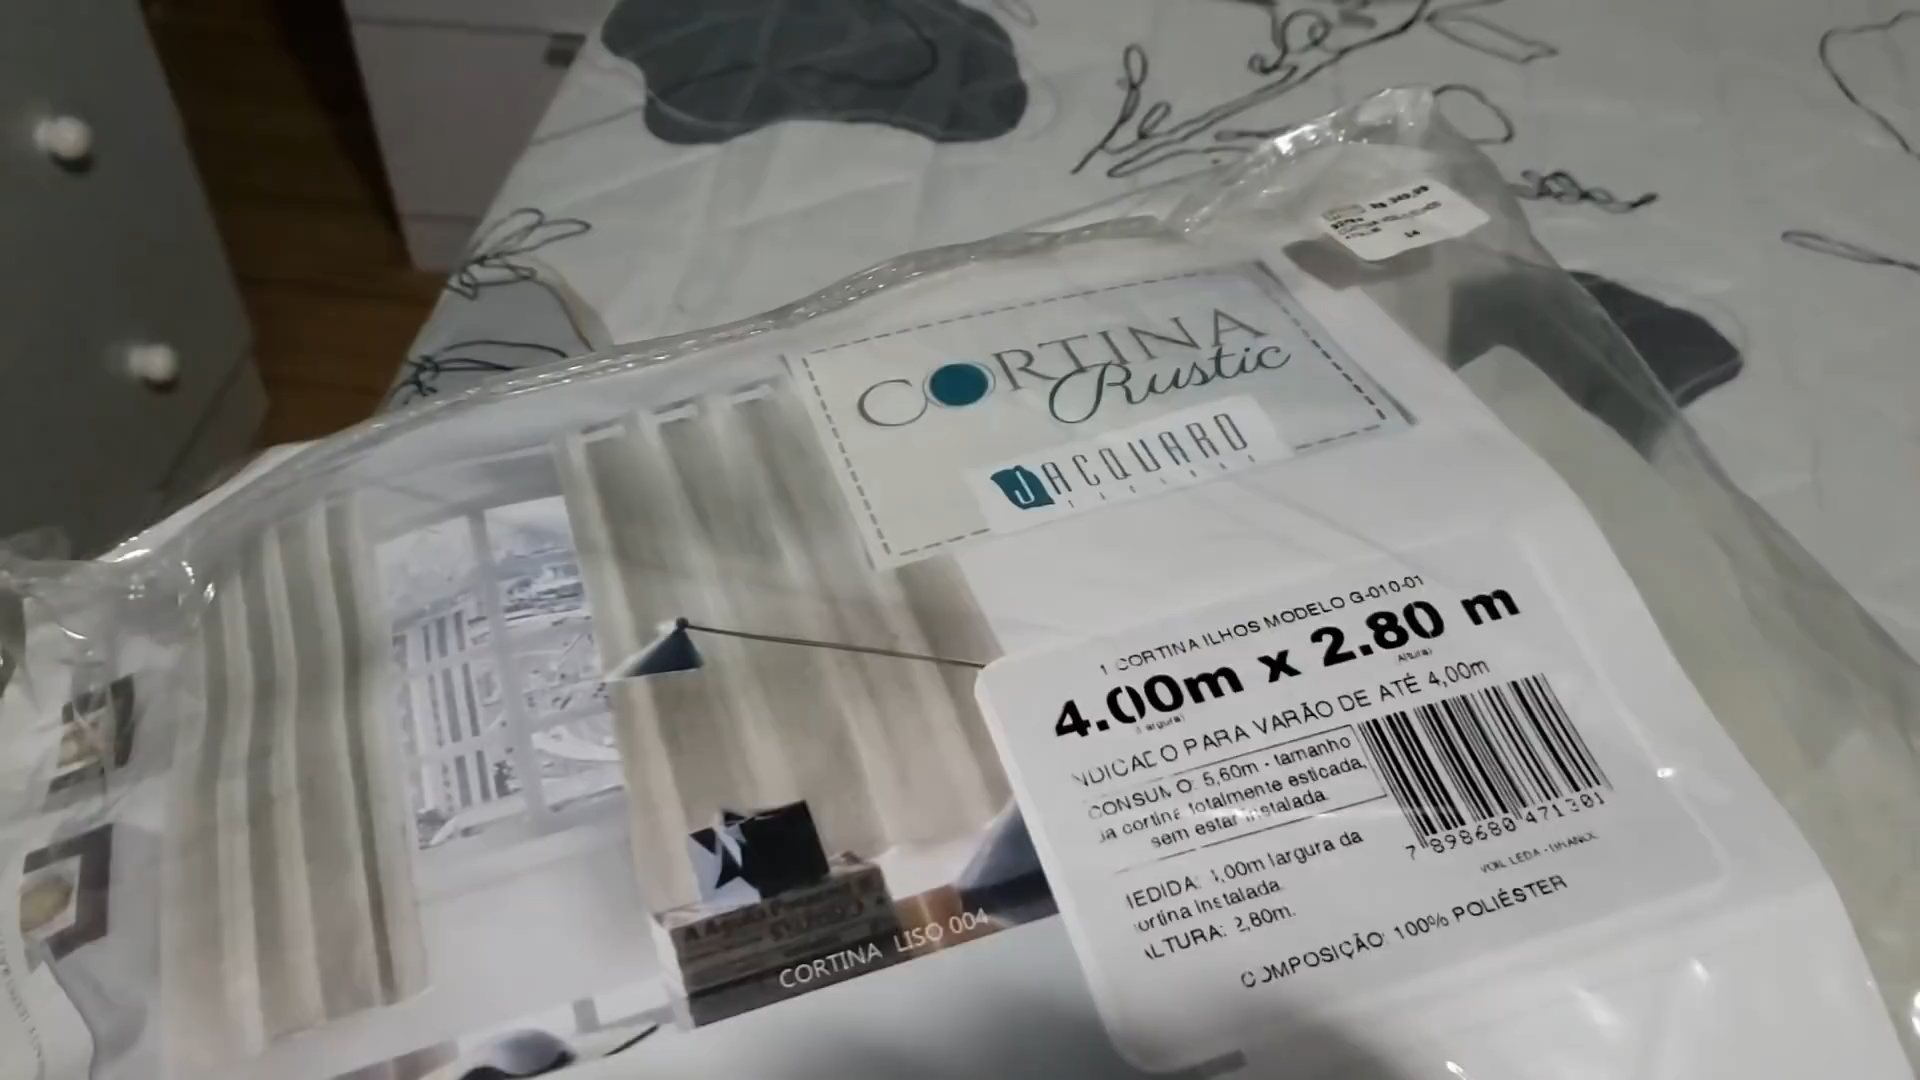 CORTINA
Rustic
JACQUARD
1 CORTINA ILHOS MODELO G-010-01
4.00m x 2.80 m
(largura)
(Altura)
INDICADO PARA VARÃO DE ATÉ 4,00m
CONSUMO: 5,60m - tamanho
da cortina totalmente esticada,
sem estar instalada.
MEDIDA: 4,00m largura da
cortina instalada.
ALTURA: 2,80m.
7 898680 471301
VOIL LEDA -
COMPOSIÇÃO: 100% POLIÉSTER
CORTINA LISO 004